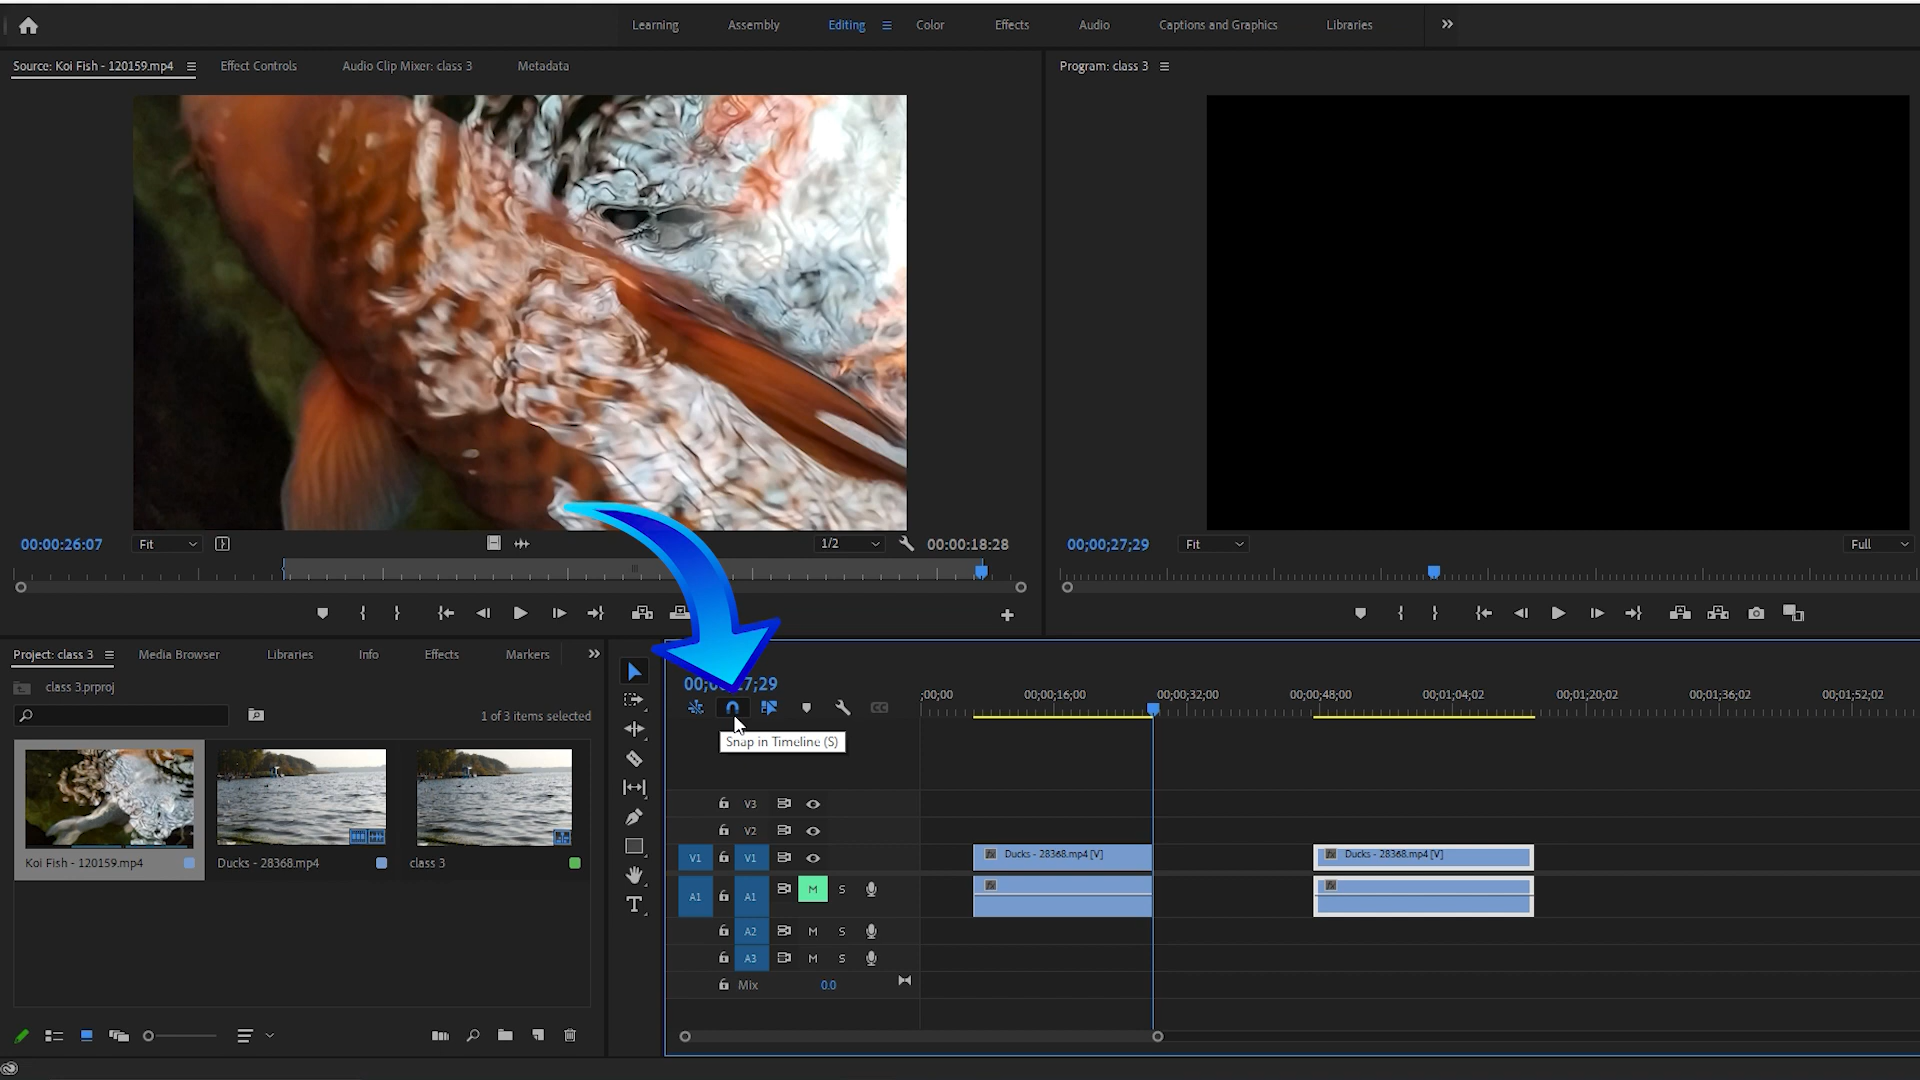 Learning Assembly Editing Color Effects Audio Captions and Graphics Libraries
Source: Koi Fish - 120159.mp4 Effect Controls Audio Clip Mixer: class 3 Metadata
Program: class 3
00:00:26:07 Fit 1/2 00:00:18:28
00;00;27;29 Fit Full
Project: class 3 Media Browser Libraries Info Effects Markers
class 3.prproj
1 of 3 items selected
Koi Fish - 120159.mp4 Ducks - 28368.mp4 class 3
;00;00 00;00;16;00 00;00;32;00 00;00;48;00 00;01;04;02 00;01;20;02 00;01;36;02 00;01;52;02
Snap in Timeline (S)
V3
V2
V1 V1 Ducks - 28368.mp4 [V] Ducks - 28368.mp4 [V]
A1 A1 M S
A2 M S
A3 M S
Mix 0.0